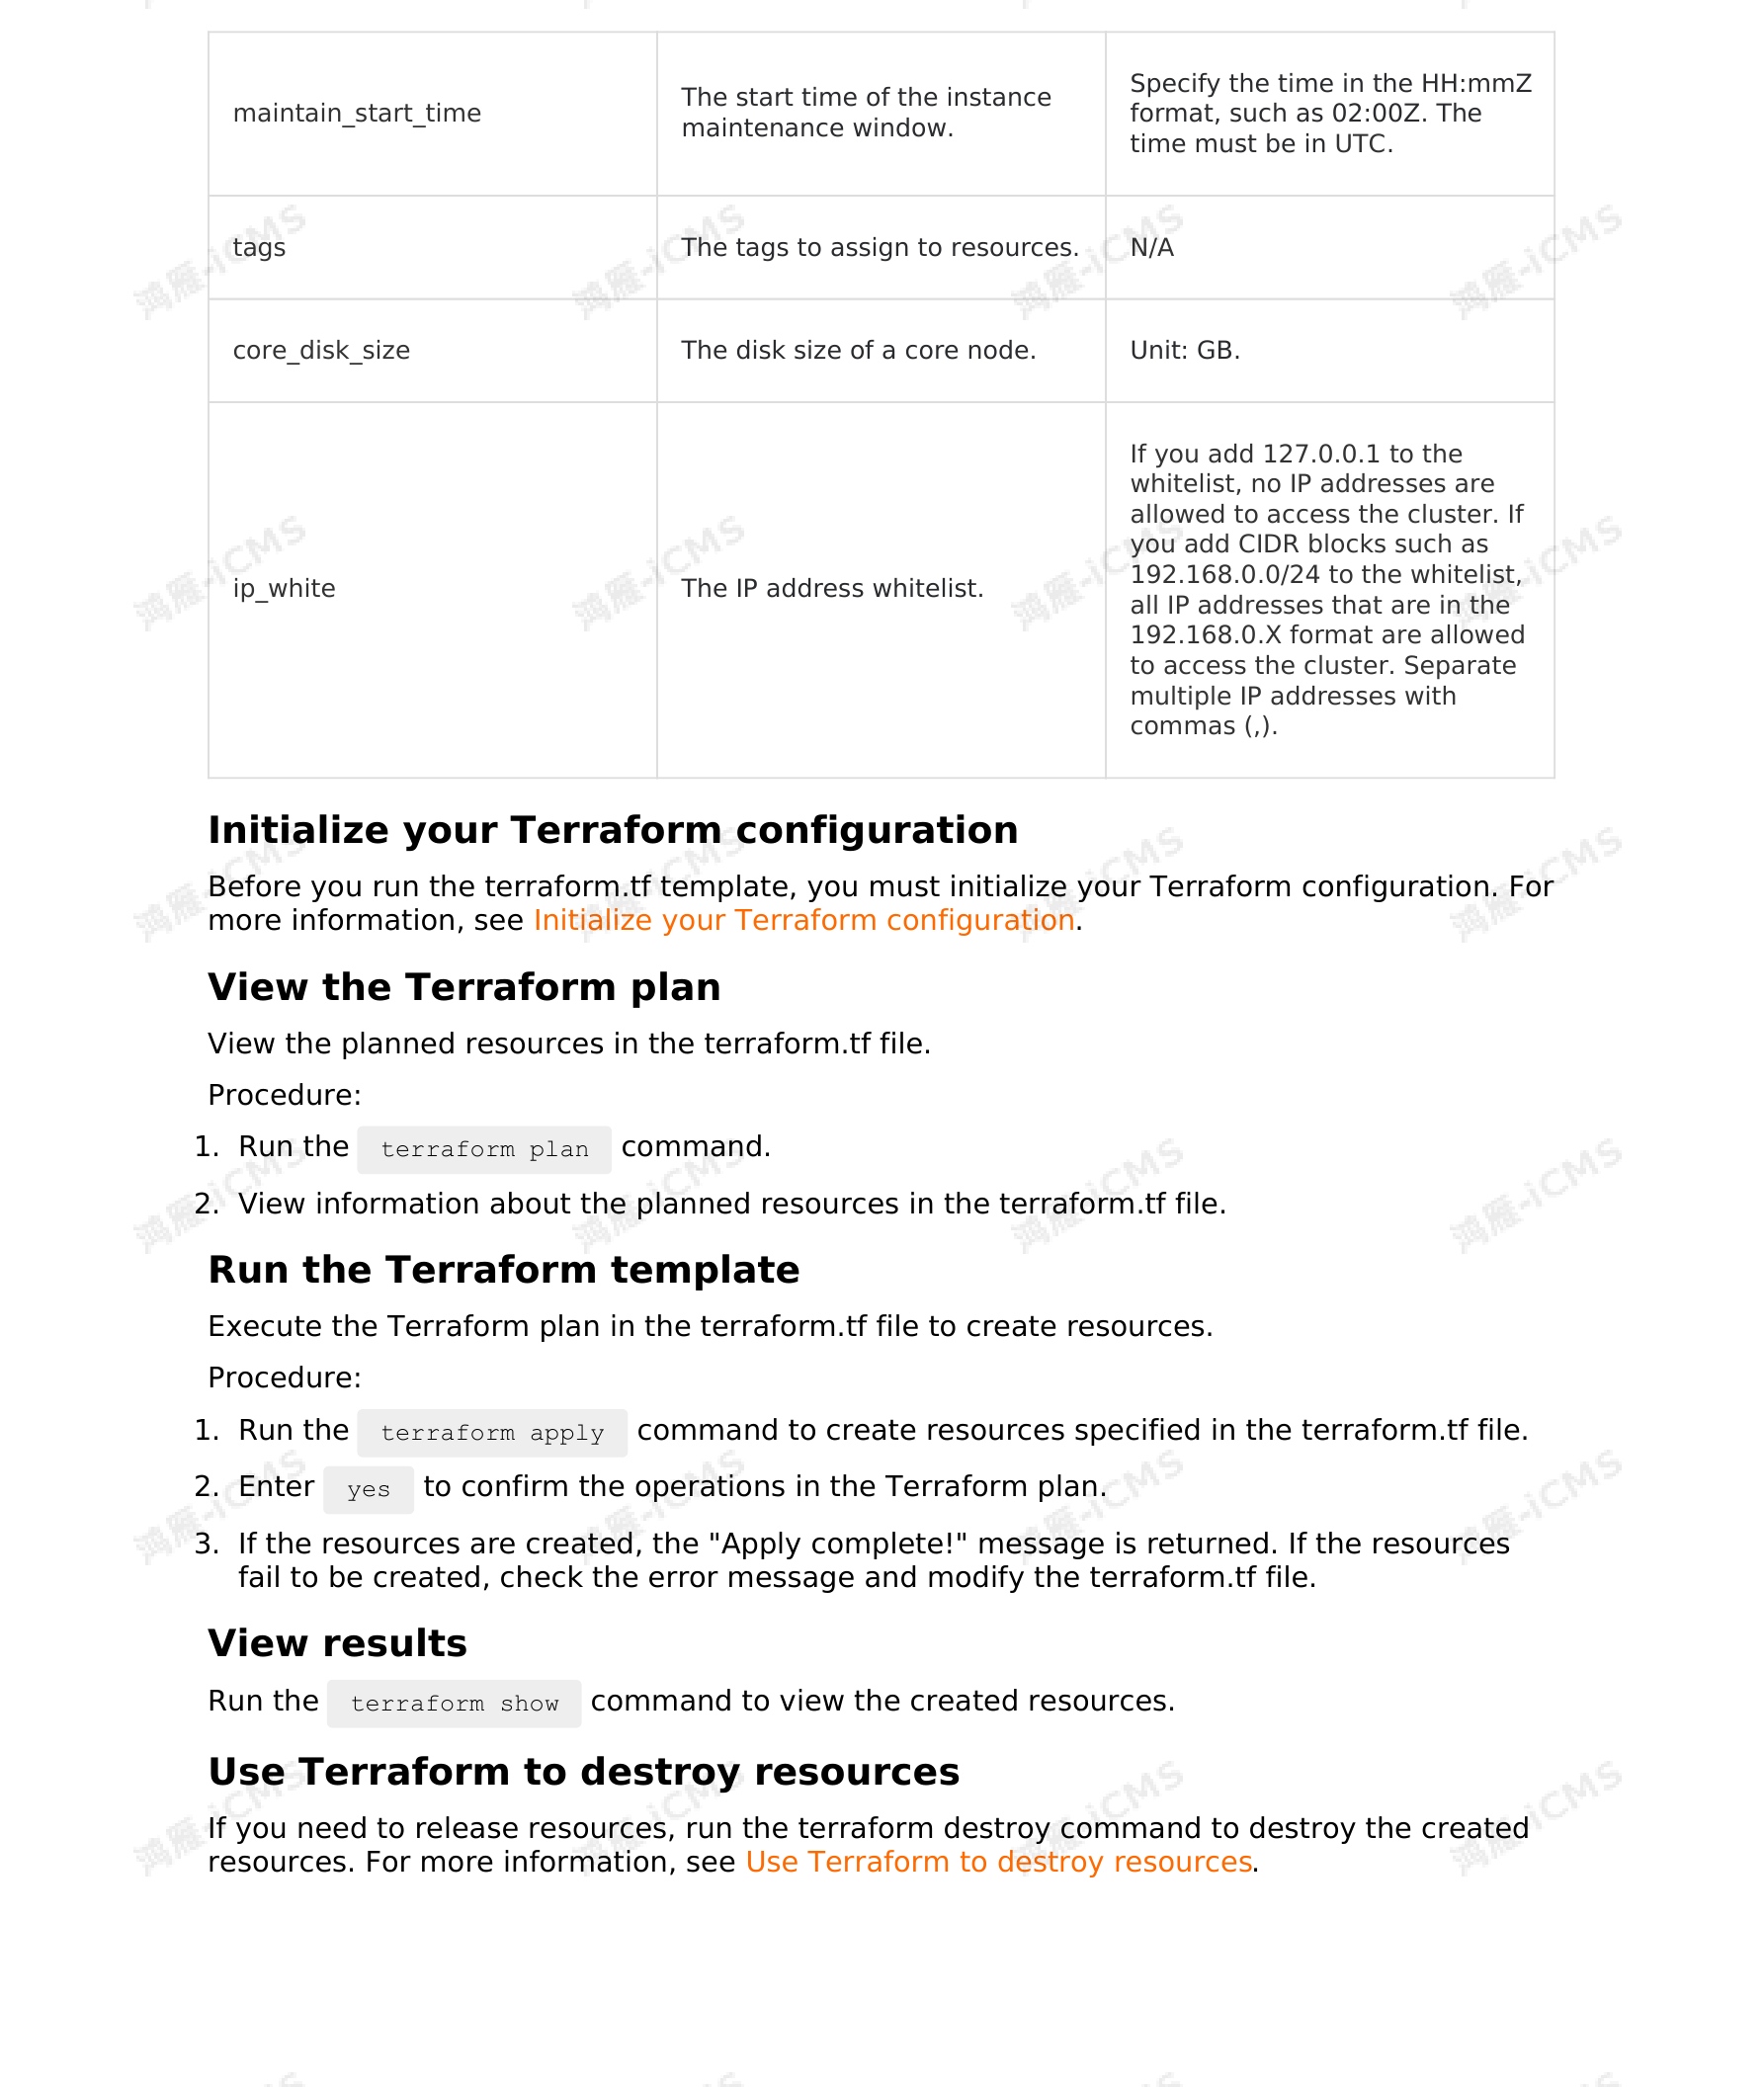 maintain_start_time
The start time of the instance
maintenance window.
Specify the time in the HH:mmZ
format, such as 02:00Z. The
time must be in UTC.
tags
The tags to assign to resources.
N/A
core_disk_size
The disk size of a core node.
Unit: GB.
ip_white
The IP address whitelist.
If you add 127.0.0.1 to the
whitelist, no IP addresses are
allowed to access the cluster. If
you add CIDR blocks such as
192.168.0.0/24 to the whitelist,
all IP addresses that are in the
192.168.0.X format are allowed
to access the cluster. Separate
multiple IP addresses with
commas (,).
Initialize your Terraform configuration
Before you run the terraform.tf template, you must initialize your Terraform configuration. For
more information, see Initialize your Terraform configuration.
View the Terraform plan
View the planned resources in the terraform.tf file.
Procedure:
1. Run the terraform plan command.
2. View information about the planned resources in the terraform.tf file.
Run the Terraform template
Execute the Terraform plan in the terraform.tf file to create resources.
Procedure:
1. Run the terraform apply command to create resources specified in the terraform.tf file.
2. Enter yes to confirm the operations in the Terraform plan.
3. If the resources are created, the "Apply complete!" message is returned. If the resources
fail to be created, check the error message and modify the terraform.tf file.
View results
Run the terraform show command to view the created resources.
Use Terraform to destroy resources
If you need to release resources, run the terraform destroy command to destroy the created
resources. For more information, see Use Terraform to destroy resources.
鸿雁-iCMS